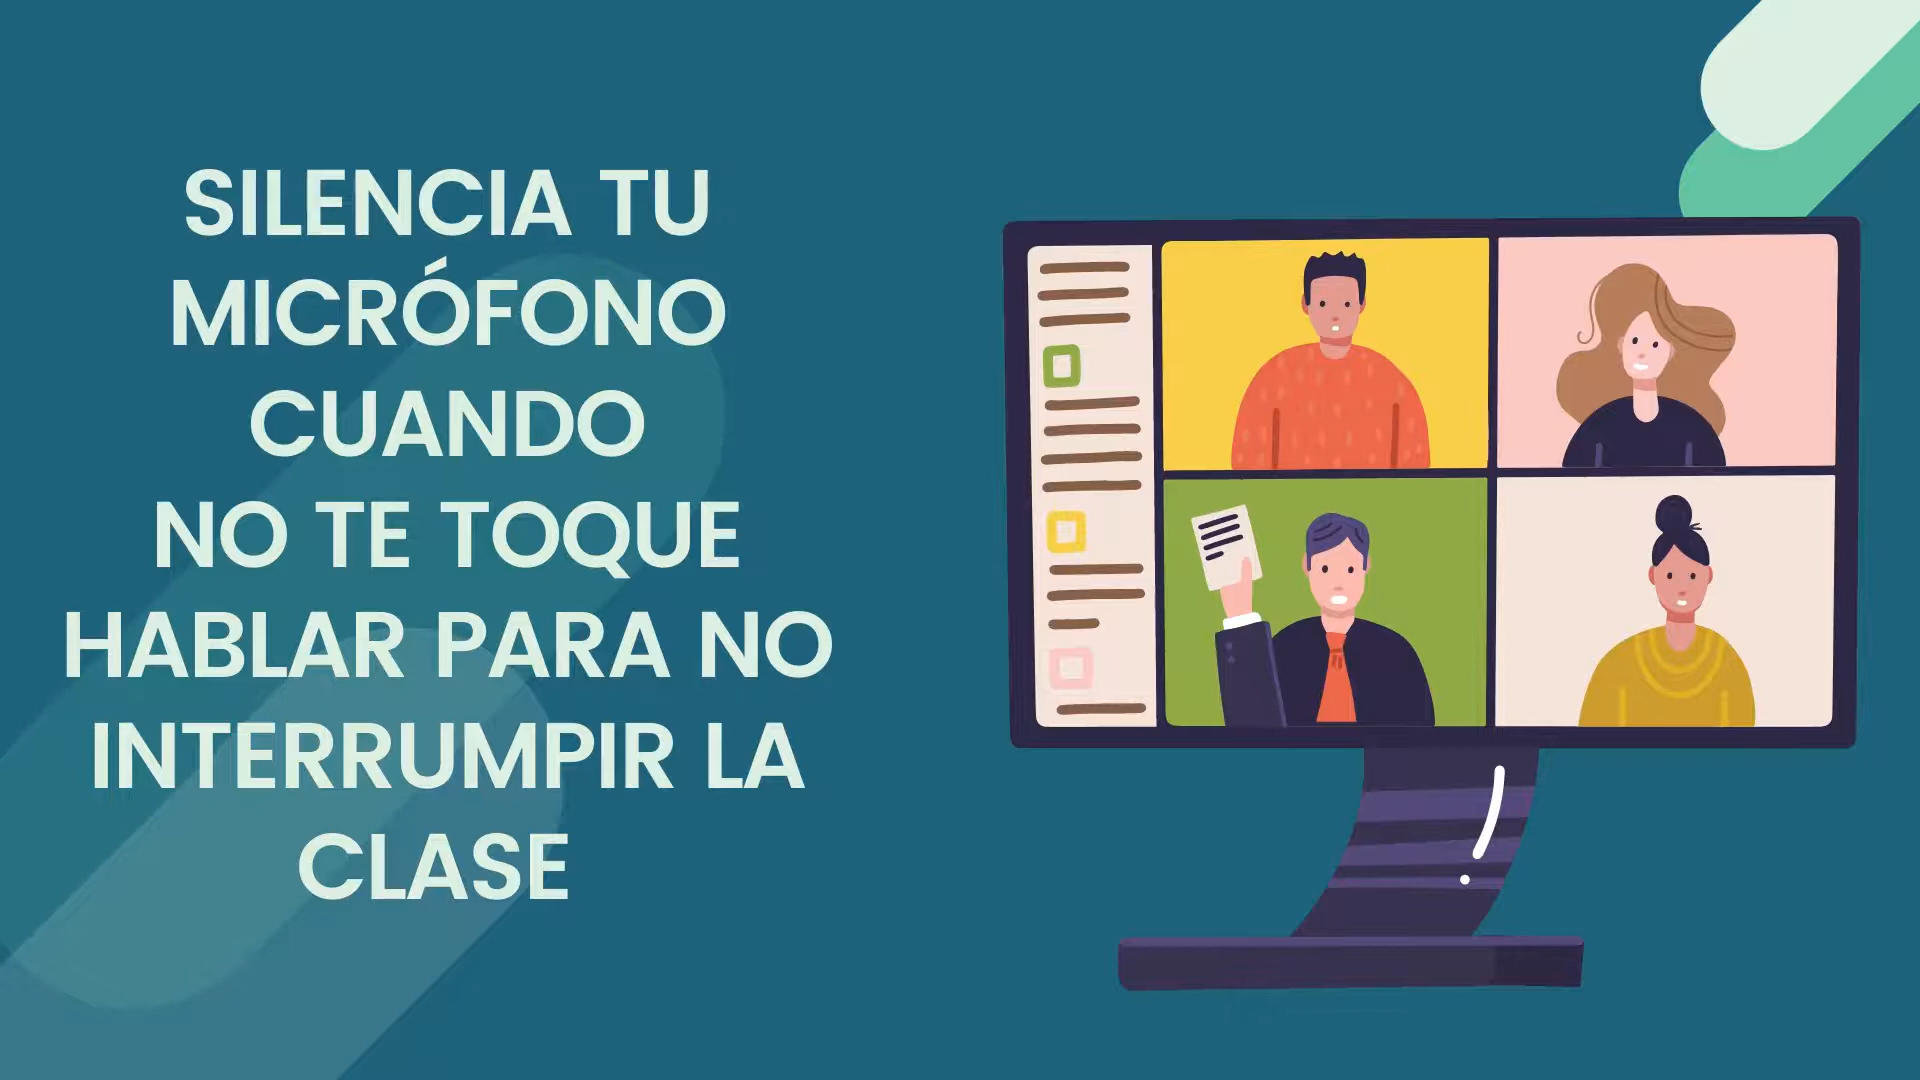 SILENCIA TU
MICRÓFONO
CUANDO
NO TE TOQUE
HABLAR PARA NO
INTERRUMPIR LA
CLASE